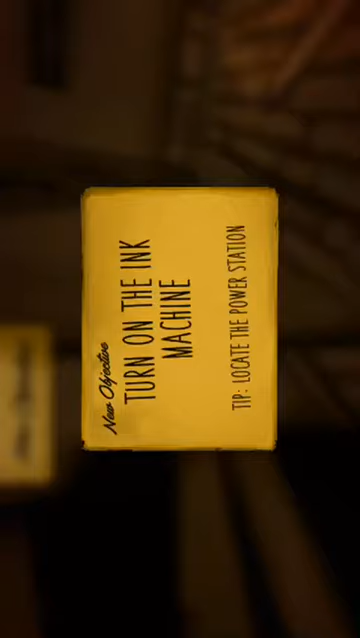 New Objective
TURN ON THE INK
MACHINE
TIP: LOCATE THE POWER STATION